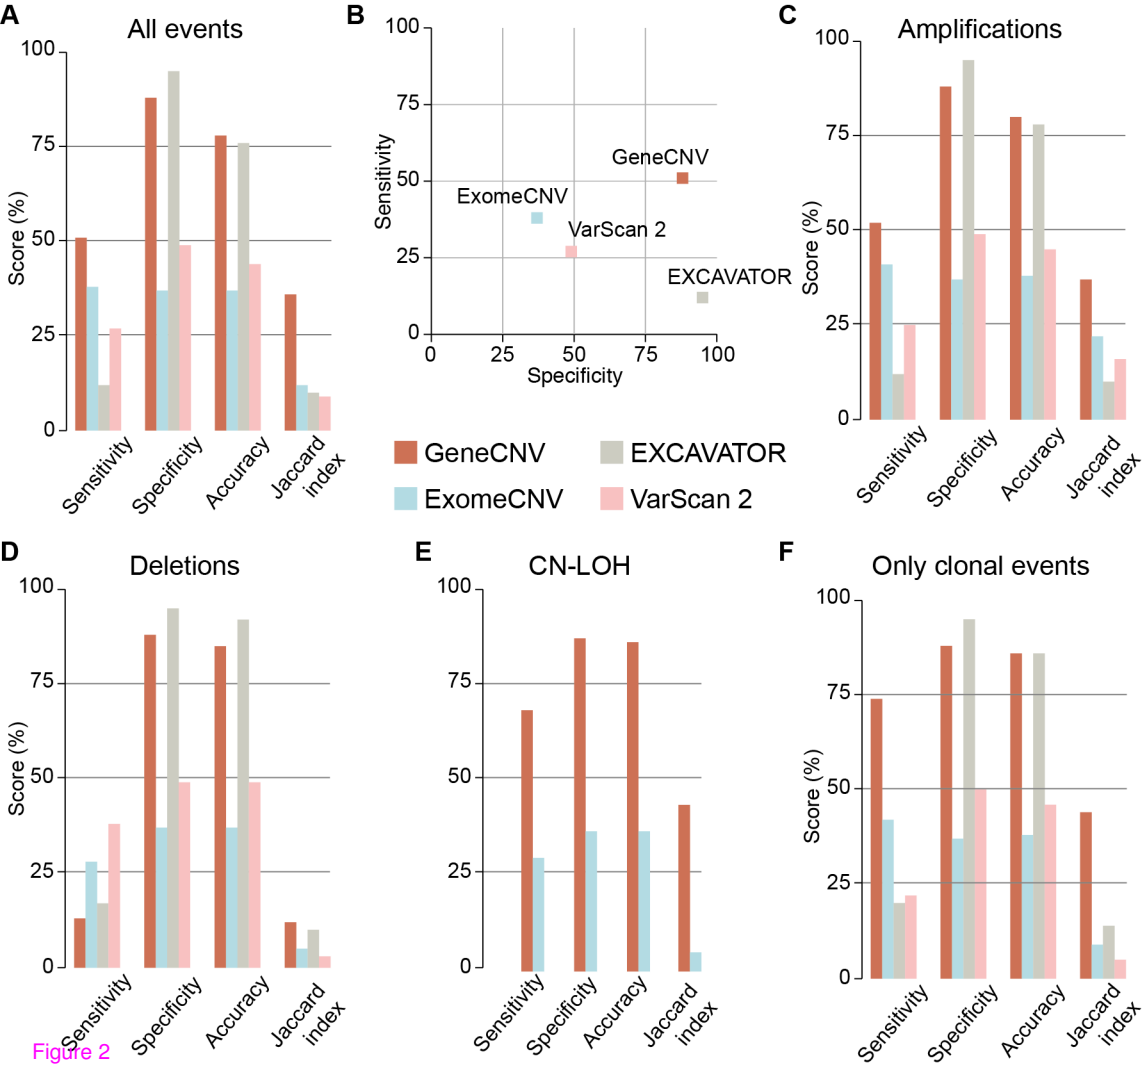 A
All events
100
75
50
25
0
Score (%)
Sensitivity
Specificity
Accuracy
Jaccard
index
B
100
75
50
25
0
Sensitivity
GeneCNV
ExomeCNV
VarScan 2
EXCAVATOR
0
25
50
75
100
Specificity
GeneCNV
EXCAVATOR
ExomeCNV
VarScan 2
C
Amplifications
100
75
50
25
0
Score (%)
Sensitivity
Specificity
Accuracy
Jaccard
index
D
Deletions
100
75
50
25
0
Score (%)
Sensitivity
Specificity
Accuracy
Jaccard
index
E
CN-LOH
100
75
50
25
0
Sensitivity
Specificity
Accuracy
Jaccard
index
F
Only clonal events
100
75
50
25
0
Score (%)
Sensitivity
Specificity
Accuracy
Jaccard
index
Figure 2